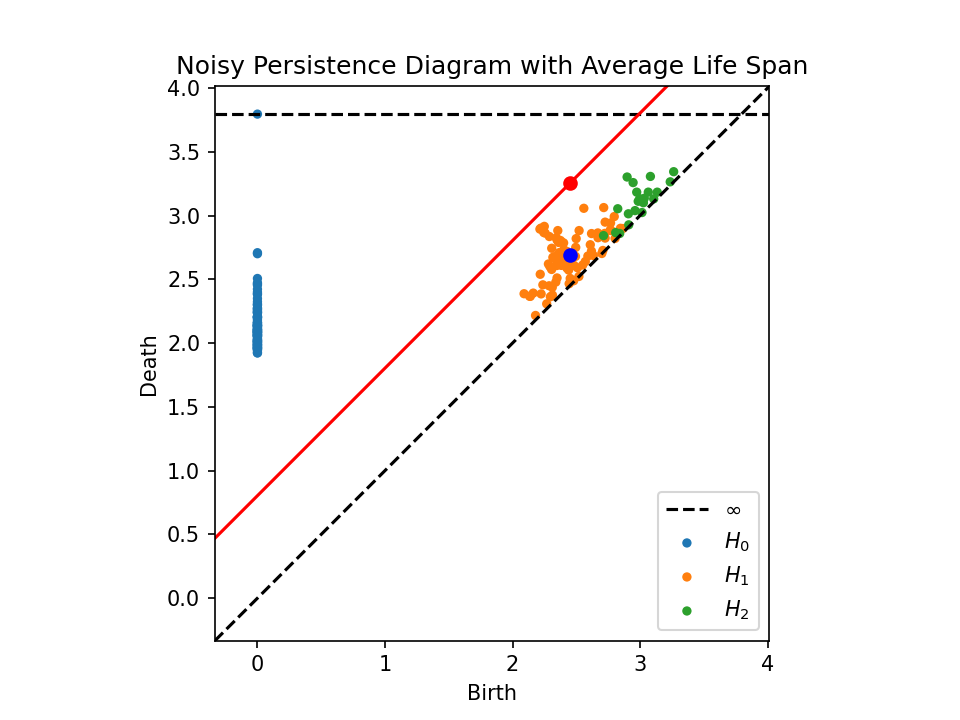 Noisy Persistence Diagram with Average Life Span
4.0
3.5
3.0
2.5
2.0
1.5
1.0
0.5
0.0
Death
0 1 2 3 4
Birth
∞
H₀
H₁
H₂